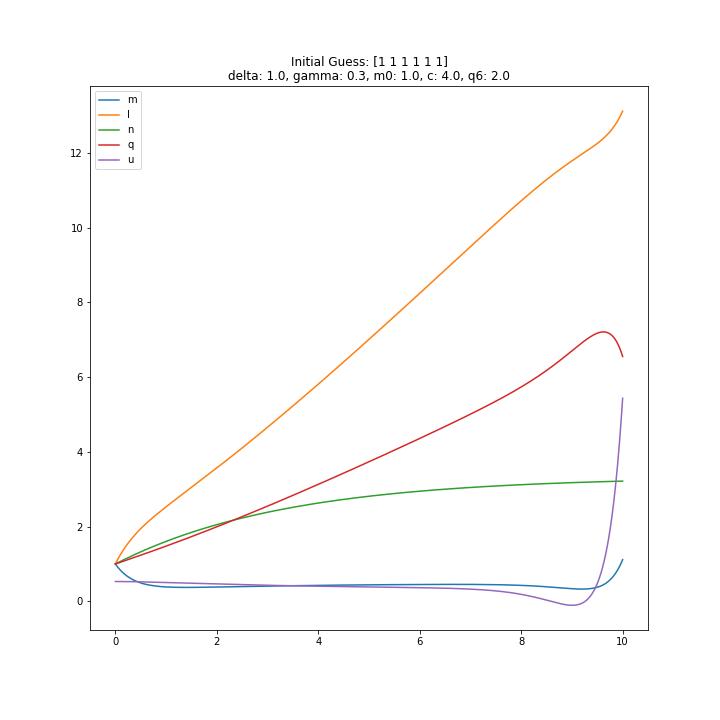 Initial Guess: [1 1 1 1 1 1]
delta: 1.0, gamma: 0.3, m0: 1.0, c: 4.0, q6: 2.0
m
l
n
q
u
12
10
8
6
4
2
0
0 2 4 6 8 10